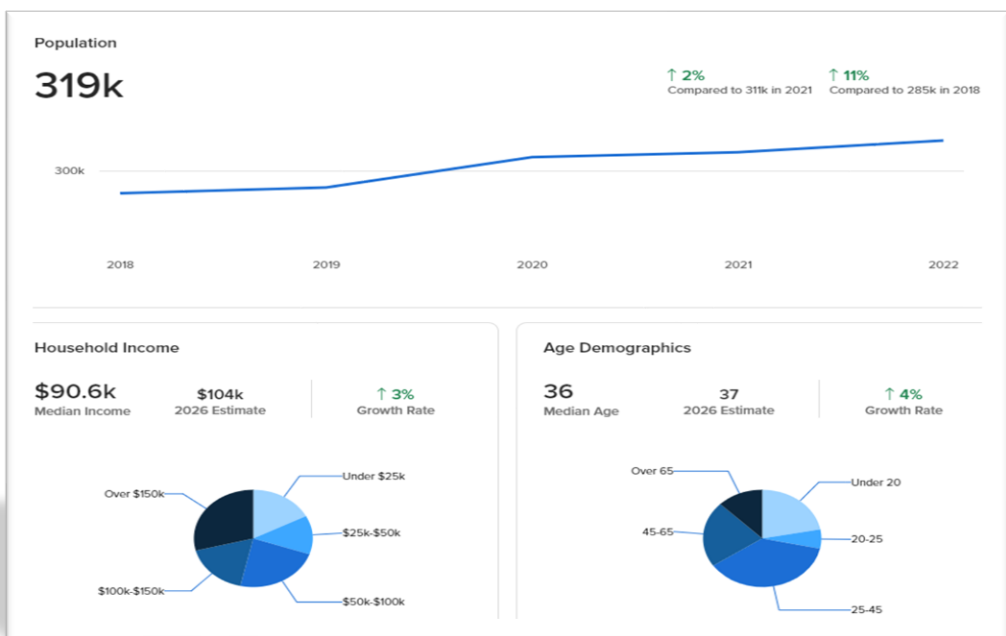 Population
319k
↑ 2%
Compared to 311k in 2021
↑ 11%
Compared to 285k in 2018
300k
2018
2019
2020
2021
2022
Household Income
$90.6k
Median Income
$104k
2026 Estimate
↑ 3%
Growth Rate
Under $25k
Over $150k
$25k-$50k
$100k-$150k
$50k-$100k
Age Demographics
36
Median Age
37
2026 Estimate
↑ 4%
Growth Rate
Over 65
Under 20
45-65
20-25
25-45